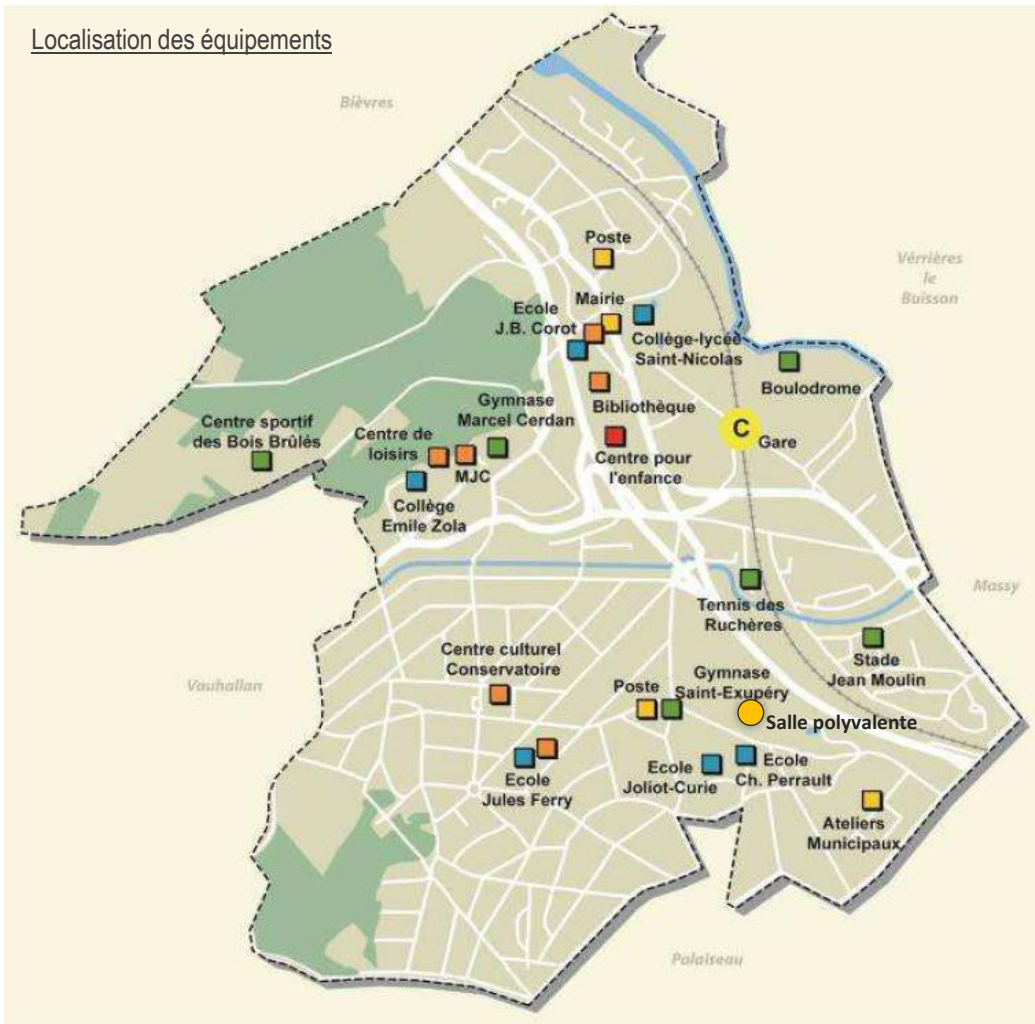 Localisation des équipements
Bièvres
Poste
Vérrières
le
Buisson
Mairie
Ecole
J.B. Corot
Collège-lycée
Saint-Nicolas
Boulodrome
Bibliothèque
Gymnase
Marcel Cerdan
Centre sportif
des Bois Brûlés
Centre de
loisirs
MJC
C
Gare
Centre pour
l'enfance
Collège
Emile Zola
Massy
Tennis des
Ruchères
Centre culturel
Conservatoire
Stade
Jean Moulin
Vauhallan
Poste
Gymnase
Saint-Exupéry
Salle polyvalente
Ecole
Jules Ferry
Ecole
Joliot-Curie
Ecole
Ch. Perrault
Ateliers
Municipaux
Palaiseau